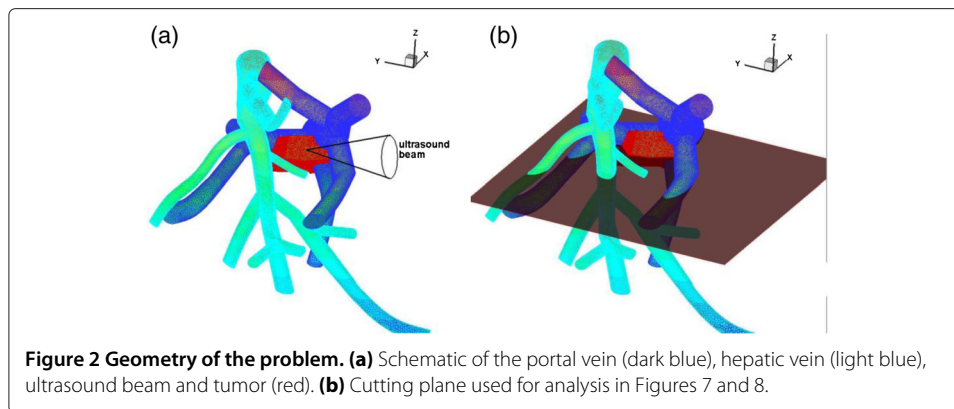 (a)
(b)
Z
Y
X
Z
Y
X
ultrasound
beam
Figure 2 Geometry of the problem. (a) Schematic of the portal vein (dark blue), hepatic vein (light blue),
ultrasound beam and tumor (red). (b) Cutting plane used for analysis in Figures 7 and 8.